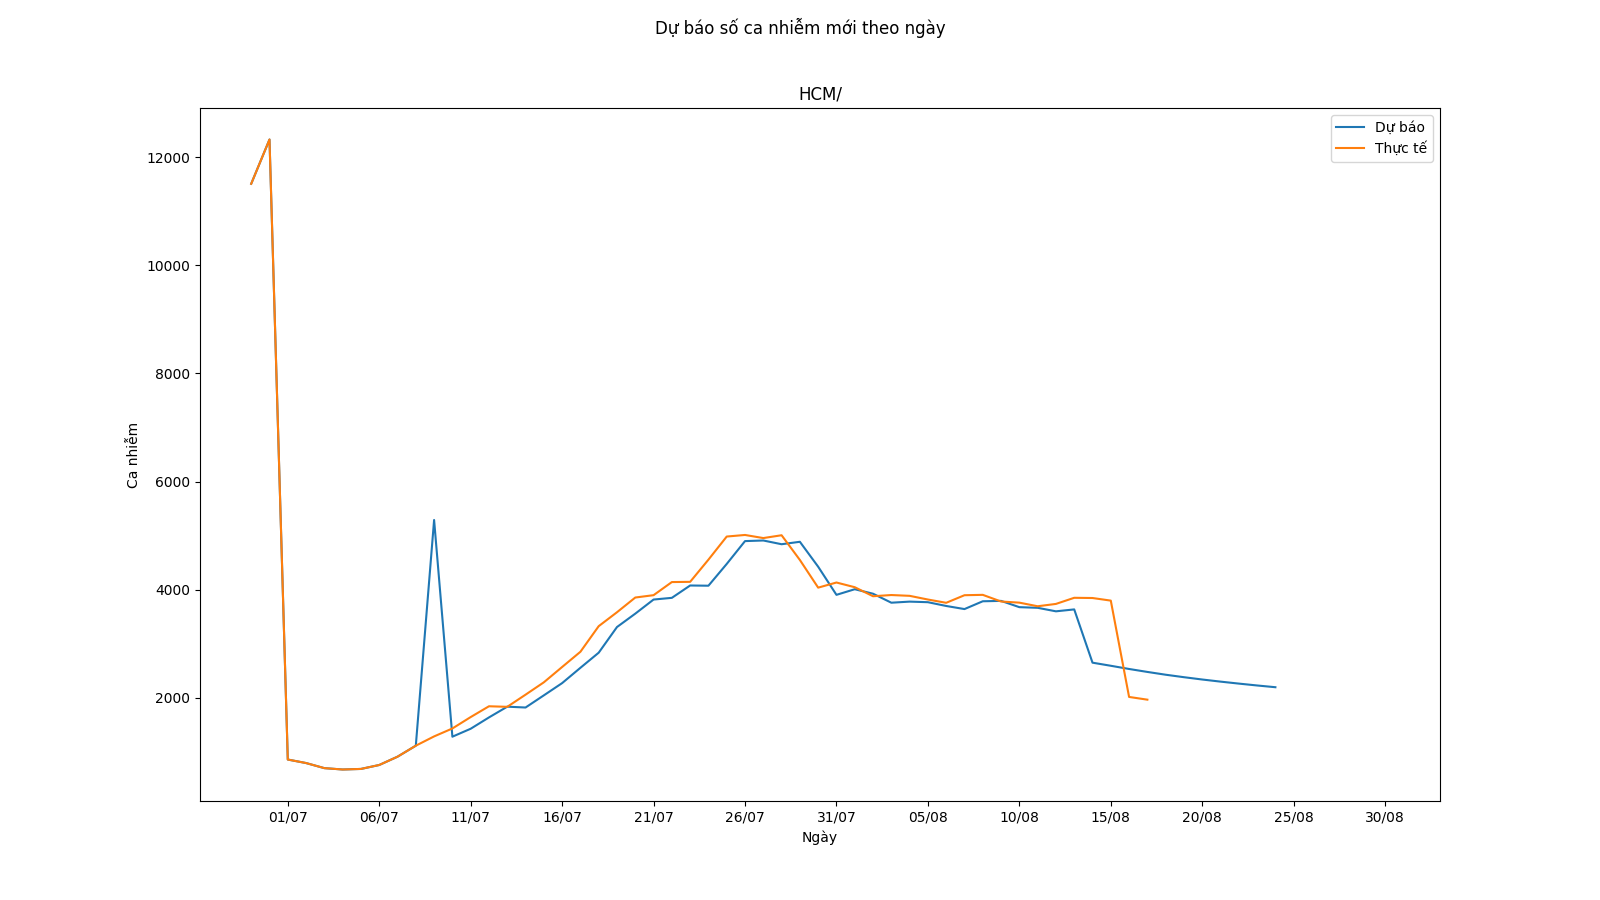 Dự báo số ca nhiễm mới theo ngày
HCM/
Dự báo
Thực tế
12000
10000
8000
6000
4000
2000
Ca nhiễm
01/07 06/07 11/07 16/07 21/07 26/07 31/07 05/08 10/08 15/08 20/08 25/08 30/08
Ngày